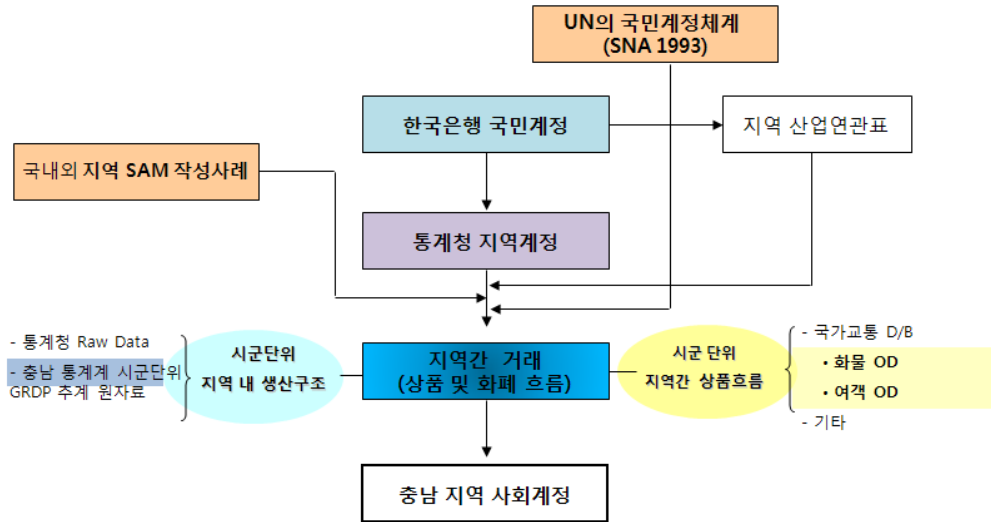 UN의 국민계정체계
(SNA 1993)
한국은행 국민계정
지역 산업연관표
국내외 지역 SAM 작성사례
통계청 지역계정
- 통계청 Raw Data
- 충남 통계계 시군단위
GRDP 추계 원자료
시군단위
지역 내 생산구조
지역간 거래
(상품 및 화폐 흐름)
시군 단위
지역간 상품흐름
- 국가교통 D/B
• 화물 OD
• 여객 OD
- 기타
충남 지역 사회계정